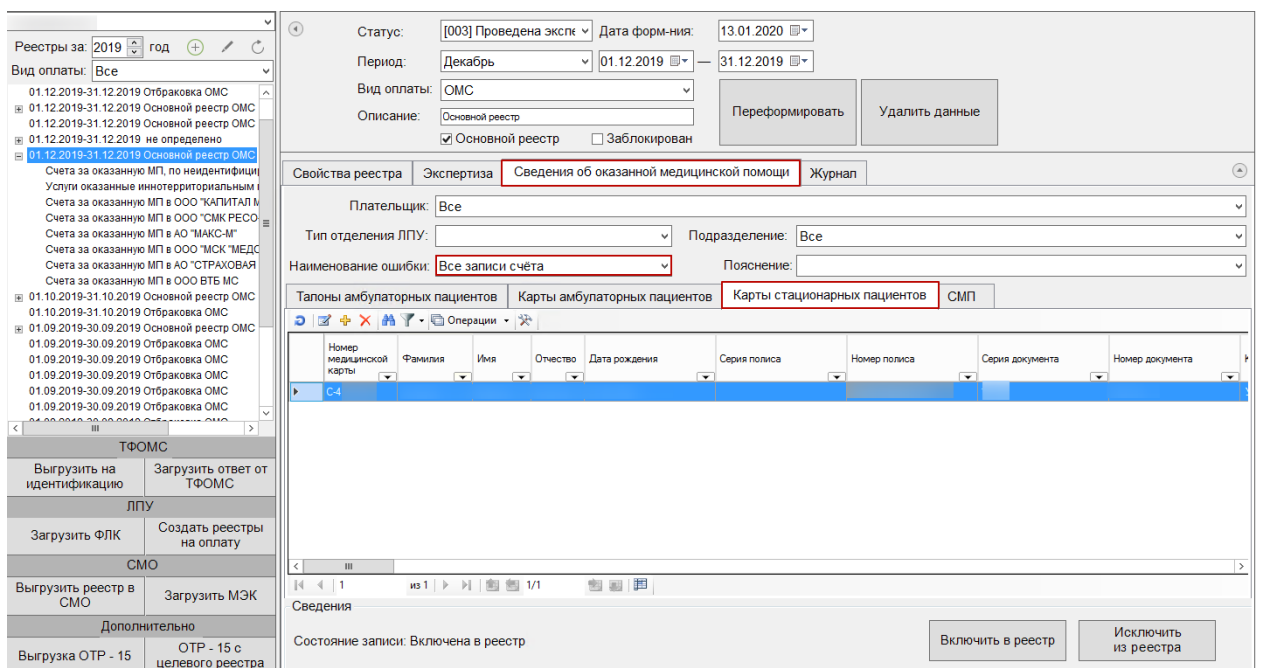 Реестры за: 2019 год
Вид оплаты: Все
01.12.2019-31.12.2019 Отбраковка ОМС
01.12.2019-31.12.2019 Основной реестр ОМС
01.12.2019-31.12.2019 Основной реестр ОМС
01.12.2019-31.12.2019 не определено
01.12.2019-31.12.2019 Основной реестр ОМС
Счета за оказанную МП, по неидентифици
Услуги оказанные иннотерриториальным
Счета за оказанную МП в ООО "КАПИТАЛ М
Счета за оказанную МП в ООО "СМК РЕСО-
Счета за оказанную МП в АО "МАКС-М"
Счета за оказанную МП в ООО "МСК "МЕДС
Счета за оказанную МП в АО "СТРАХОВАЯ
Счета за оказанную МП в ООО ВТБ МС
01.10.2019-31.10.2019 Основной реестр ОМС
01.10.2019-31.10.2019 Отбраковка ОМС
01.09.2019-30.09.2019 Основной реестр ОМС
01.09.2019-30.09.2019 Отбраковка ОМС
01.09.2019-30.09.2019 Отбраковка ОМС
01.09.2019-30.09.2019 Отбраковка ОМС
01.09.2019-30.09.2019 Отбраковка ОМС
01.09.2019-30.09.2019 Отбраковка ОМС
ТФОМС
Выгрузить на идентификацию
Загрузить ответ от ТФОМС
ЛПУ
Загрузить ФЛК
Создать реестры на оплату
СМО
Выгрузить реестр в СМО
Загрузить МЭК
Дополнительно
Выгрузка ОТР - 15
ОТР - 15 с целевого реестра
Статус: [003] Проведена экспе Дата форм-ния: 13.01.2020
Период: Декабрь 01.12.2019 — 31.12.2019
Вид оплаты: ОМС
Описание: Основной реестр
Основной реестр Заблокирован
Переформировать Удалить данные
Свойства реестра Экспертиза Сведения об оказанной медицинской помощи Журнал
Плательщик: Все
Тип отделения ЛПУ: Подразделение: Все
Наименование ошибки: Все записи счёта Пояснение:
Талоны амбулаторных пациентов Карты амбулаторных пациентов Карты стационарных пациентов СМП
Операции
Номер медицинской карты Фамилия Имя Отчество Дата рождения Серия полиса Номер полиса Серия документа Номер документа
С-4
1 из 1 1/1
Сведения
Состояние записи: Включена в реестр
Включить в реестр
Исключить из реестра